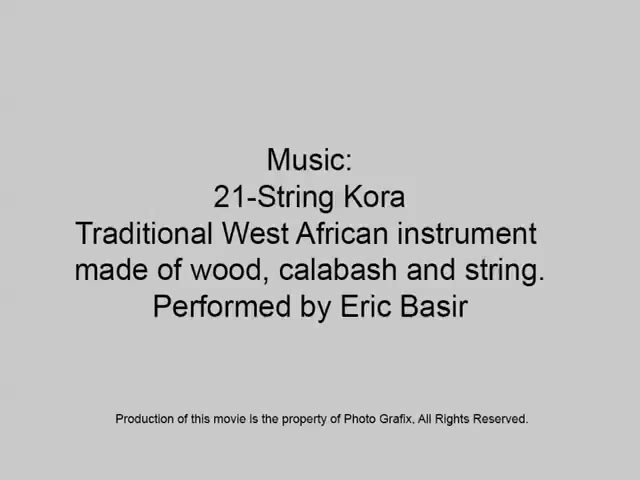 Music:
21-String Kora
Traditional West African instrument
made of wood, calabash and string.
Performed by Eric Basir
Production of this movie is the property of Photo Grafix, All Rights Reserved.